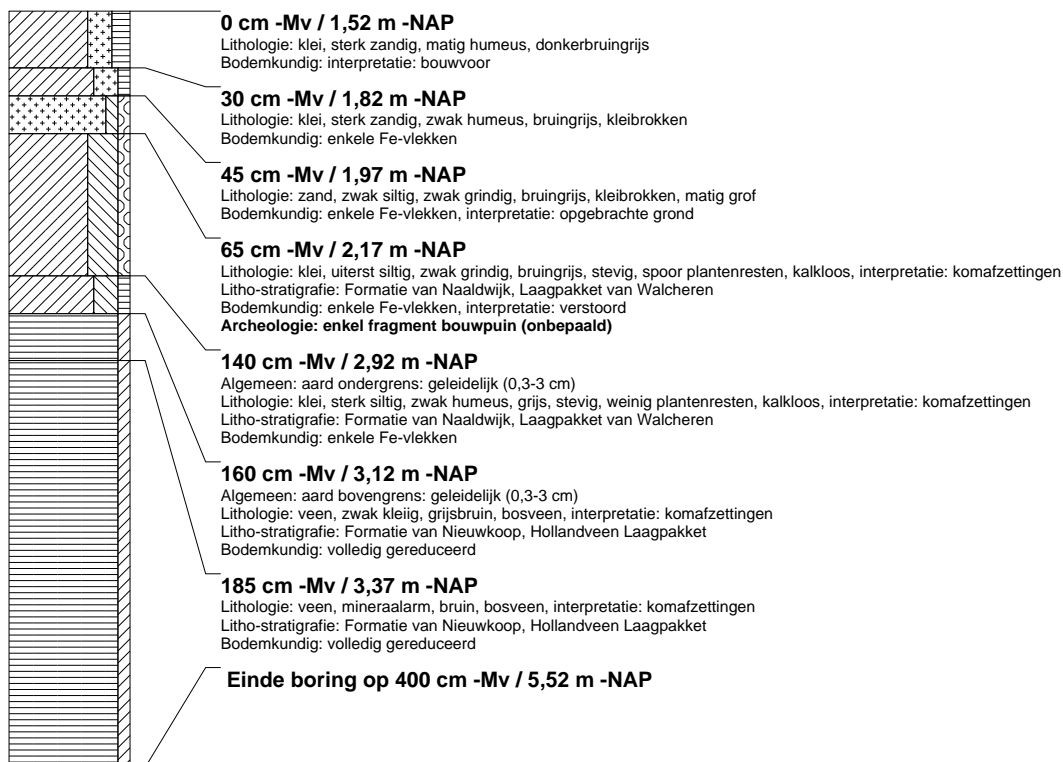 0 cm -Mv / 1,52 m -NAP
Lithologie: klei, sterk zandig, matig humeus, donkerbruingrijs
Bodemkundig: interpretatie: bouwvoor
30 cm -Mv / 1,82 m -NAP
Lithologie: klei, sterk zandig, zwak humeus, bruingrijs, kleibrokken
Bodemkundig: enkele Fe-vlekken
45 cm -Mv / 1,97 m -NAP
Lithologie: zand, zwak siltig, zwak grindig, bruingrijs, kleibrokken, matig grof
Bodemkundig: enkele Fe-vlekken, interpretatie: opgebrachte grond
65 cm -Mv / 2,17 m -NAP
Lithologie: klei, uiterst siltig, zwak grindig, bruingrijs, stevig, spoor plantenresten, kalkloos, interpretatie: komafzettingen
Litho-stratigrafie: Formatie van Naaldwijk, Laagpakket van Walcheren
Bodemkundig: enkele Fe-vlekken, interpretatie: verstoord
Archeologie: enkel fragment bouwpuin (onbepaald)
140 cm -Mv / 2,92 m -NAP
Algemeen: aard ondergrens: geleidelijk (0,3-3 cm)
Lithologie: klei, sterk siltig, zwak humeus, grijs, stevig, weinig plantenresten, kalkloos, interpretatie: komafzettingen
Litho-stratigrafie: Formatie van Naaldwijk, Laagpakket van Walcheren
Bodemkundig: enkele Fe-vlekken
160 cm -Mv / 3,12 m -NAP
Algemeen: aard bovengrens: geleidelijk (0,3-3 cm)
Lithologie: veen, zwak kleiig, grijsbruin, bosveen, interpretatie: komafzettingen
Litho-stratigrafie: Formatie van Nieuwkoop, Hollandveen Laagpakket
Bodemkundig: volledig gereduceerd
185 cm -Mv / 3,37 m -NAP
Lithologie: veen, mineraalarm, bruin, bosveen, interpretatie: komafzettingen
Litho-stratigrafie: Formatie van Nieuwkoop, Hollandveen Laagpakket
Bodemkundig: volledig gereduceerd
Einde boring op 400 cm -Mv / 5,52 m -NAP